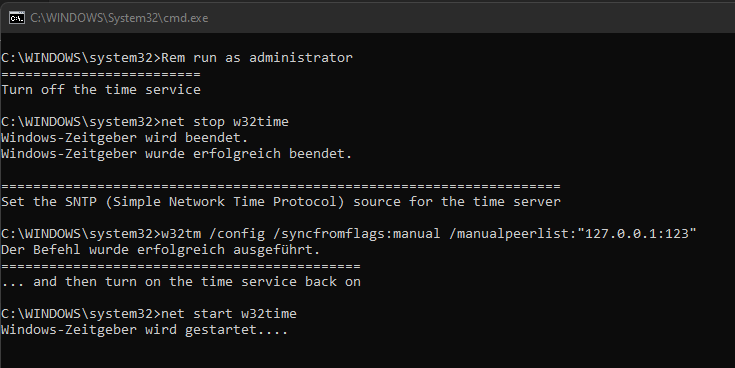 C:\WINDOWS\System32\cmd.exe
C:\WINDOWS\system32>Rem run as administrator
=========================
Turn off the time service
C:\WINDOWS\system32>net stop w32time
Windows-Zeitgeber wird beendet.
Windows-Zeitgeber wurde erfolgreich beendet.
======================================================================
Set the SNTP (Simple Network Time Protocol) source for the time server
C:\WINDOWS\system32>w32tm /config /syncfromflags:manual /manualpeerlist:"127.0.0.1:123"
Der Befehl wurde erfolgreich ausgeführt.
=============================================
... and then turn on the time service back on
C:\WINDOWS\system32>net start w32time
Windows-Zeitgeber wird gestartet....